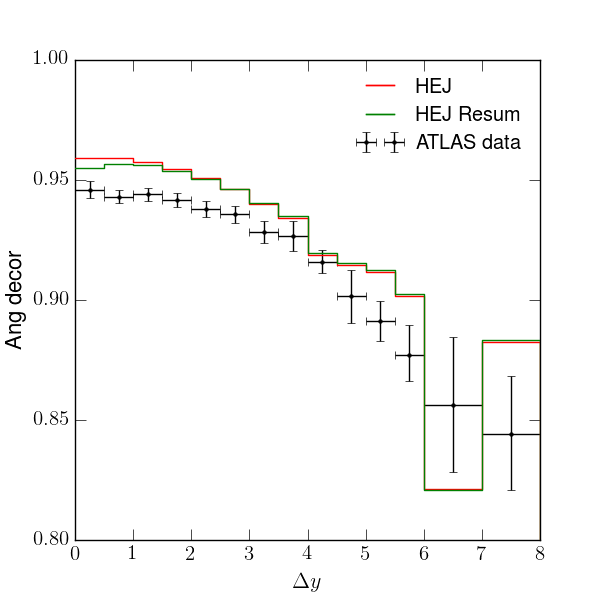 1.00
HEJ
HEJ Resum
ATLAS data
0.95
Ang decor
0.90
0.85
0.80
0 1 2 3 4 5 6 7 8
Δy